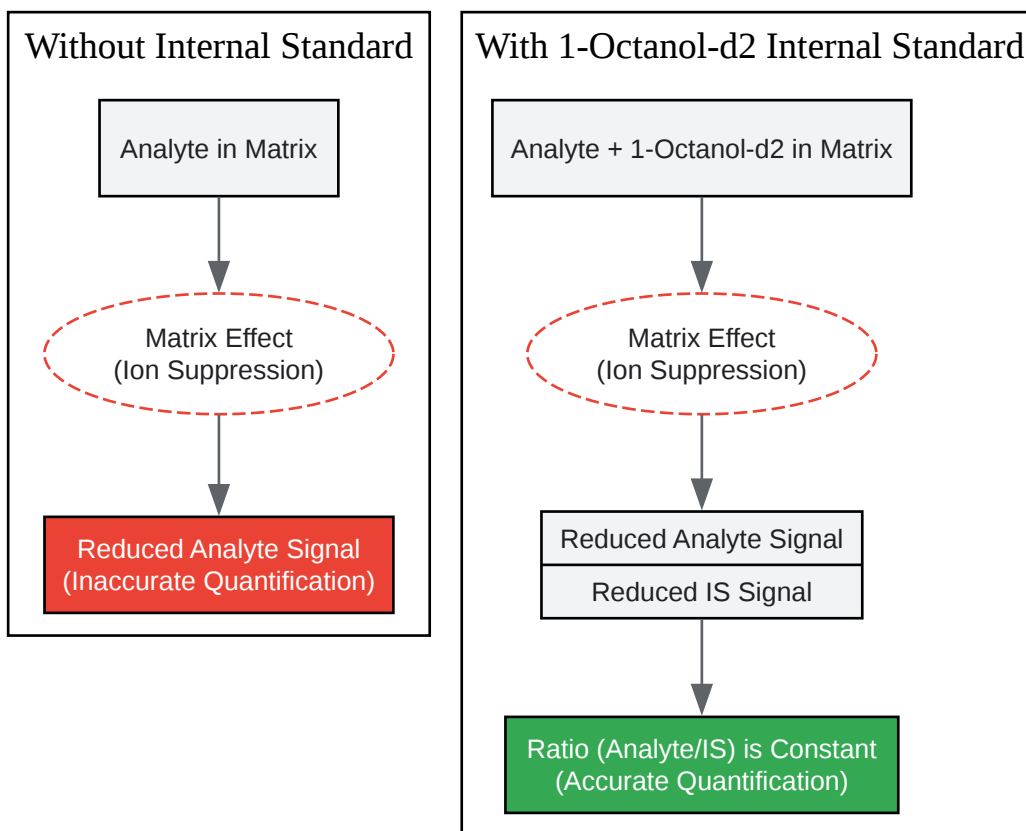 Without Internal Standard
Analyte in Matrix
Matrix Effect
(Ion Suppression)
Reduced Analyte Signal
(Inaccurate Quantification)
With 1-Octanol-d2 Internal Standard
Analyte + 1-Octanol-d2 in Matrix
Matrix Effect
(Ion Suppression)
Reduced Analyte Signal
Reduced IS Signal
Ratio (Analyte/IS) is Constant
(Accurate Quantification)